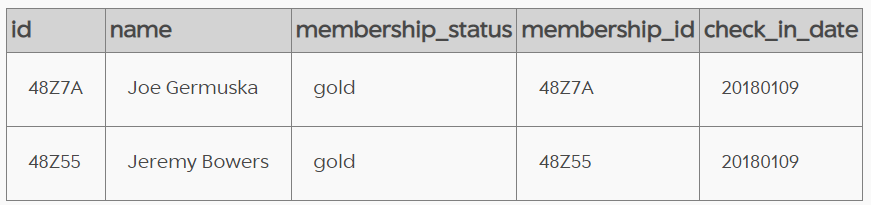 id name membership_status membership_id check_in_date
48Z7A Joe Germuska gold 48Z7A 20180109
48Z55 Jeremy Bowers gold 48Z55 20180109